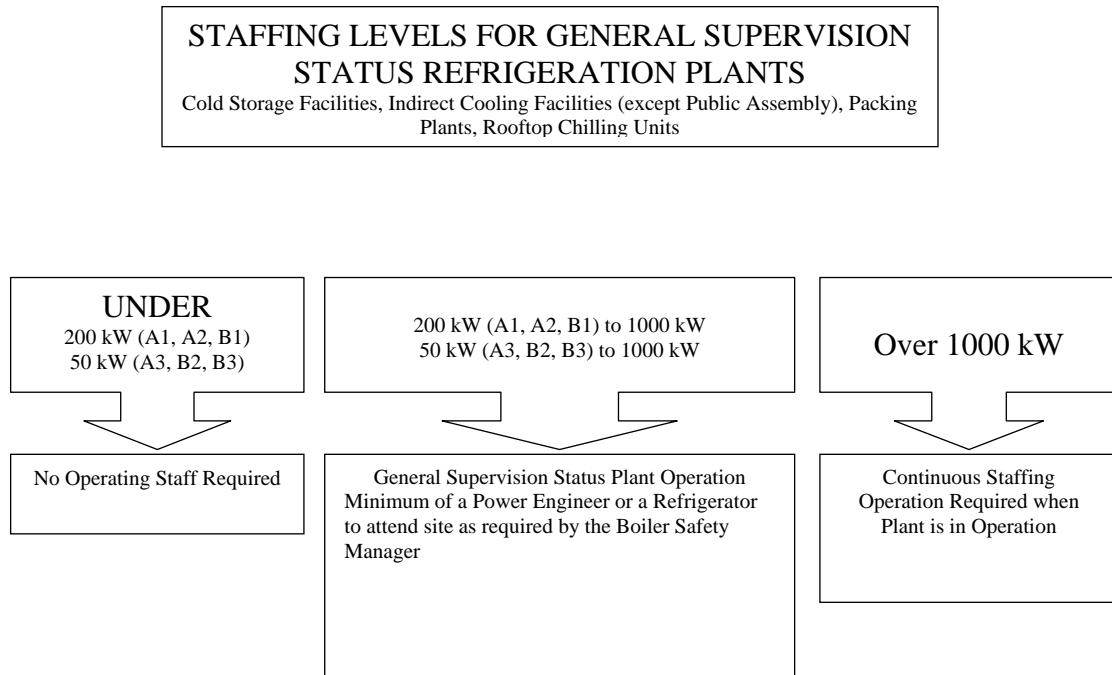 STAFFING LEVELS FOR GENERAL SUPERVISION
STATUS REFRIGERATION PLANTS
Cold Storage Facilities, Indirect Cooling Facilities (except Public Assembly), Packing
Plants, Rooftop Chilling Units
UNDER
200 kW (A1, A2, B1)
50 kW (A3, B2, B3)
200 kW (A1, A2, B1) to 1000 kW
50 kW (A3, B2, B3) to 1000 kW
Over 1000 kW
No Operating Staff Required
General Supervision Status Plant Operation
Minimum of a Power Engineer or a Refrigerator
to attend site as required by the Boiler Safety
Manager
Continuous Staffing
Operation Required when
Plant is in Operation